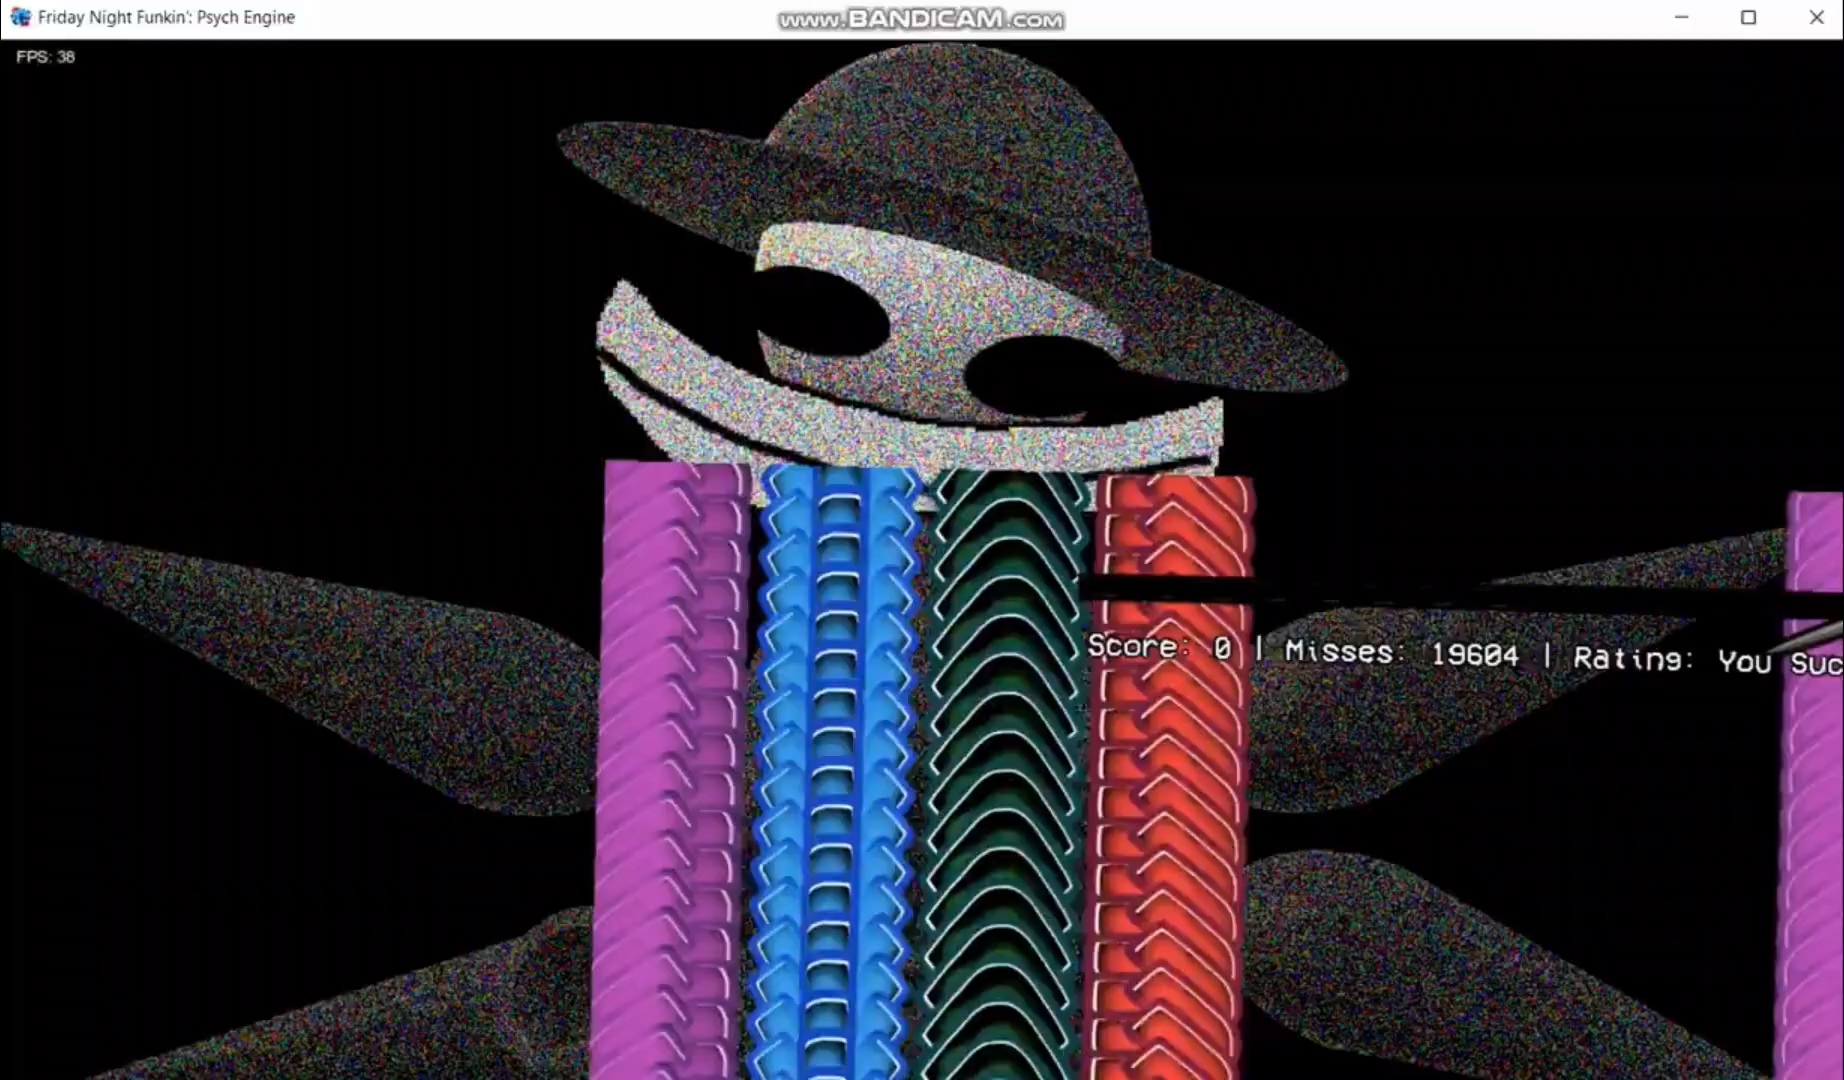 Friday Night Funkin': Psych Engine
www.BANDICAM.com
FPS: 38
Score: 0 | Misses: 19604 | Rating: You Suc